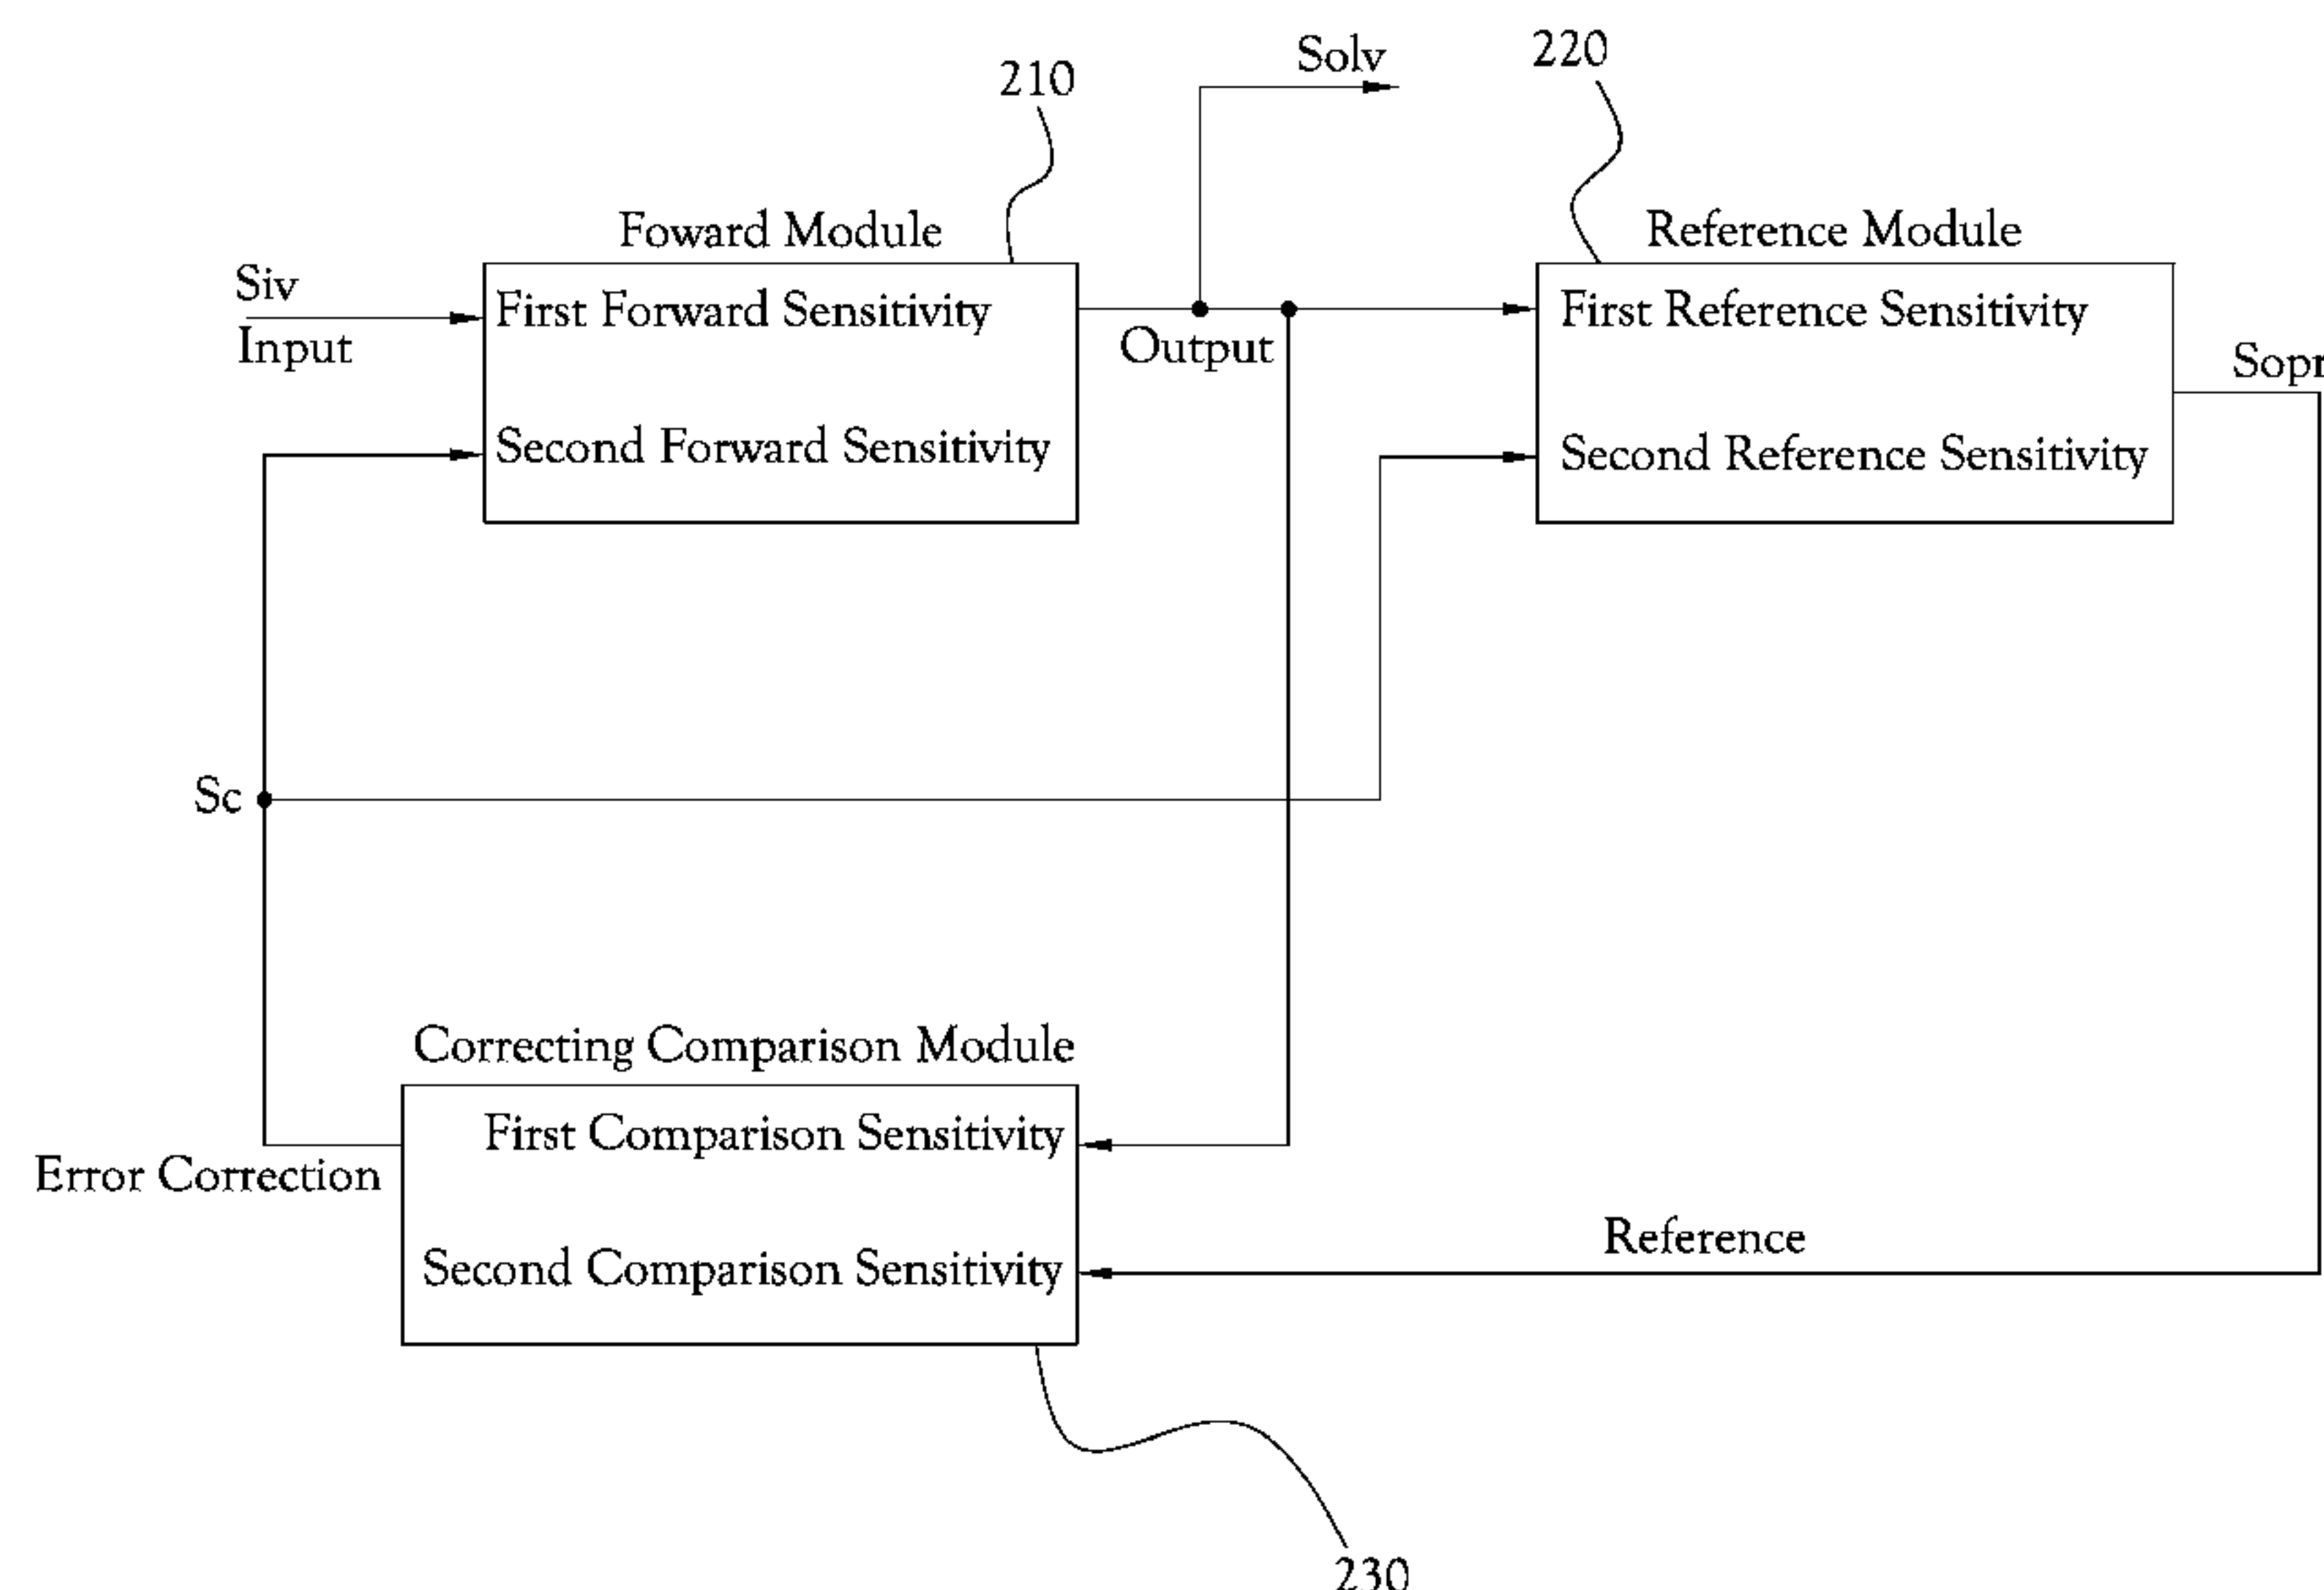 Solv
220
210
Foward Module
Reference Module
Siv
Input
First Forward Sensitivity
Second Forward Sensitivity
Output
First Reference Sensitivity
Second Reference Sensitivity
Sopr
Sc
Correcting Comparison Module
First Comparison Sensitivity
Second Comparison Sensitivity
Error Correction
Reference
230